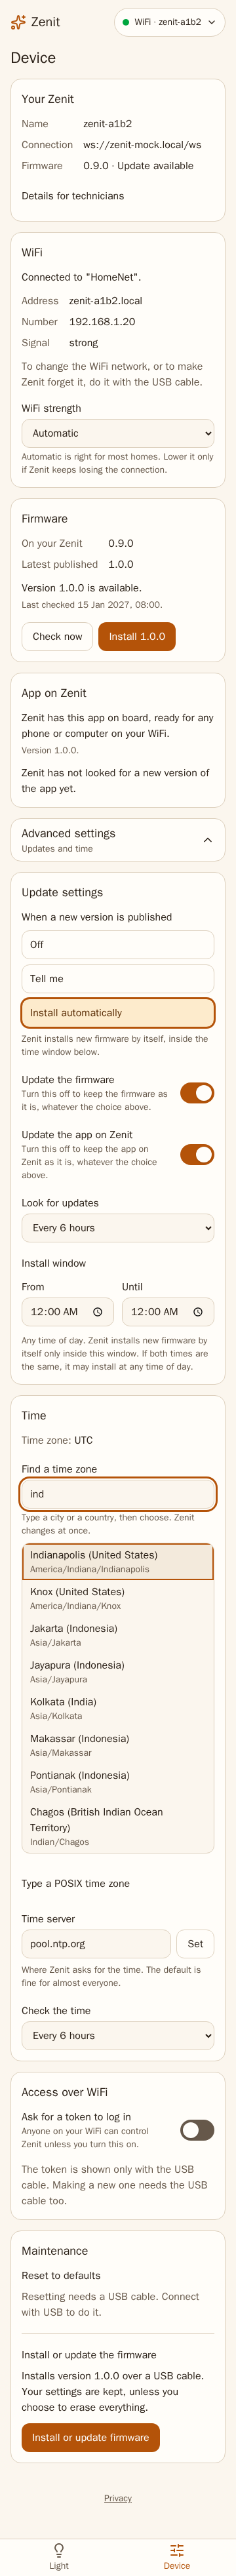 Zenit
WiFi · zenit-a1b2
Device
Your Zenit
Name zenit-a1b2
Connection ws://zenit-mock.local/ws
Firmware 0.9.0 · Update available
Details for technicians
WiFi
Connected to "HomeNet".
Address zenit-a1b2.local
Number 192.168.1.20
Signal strong
To change the WiFi network, or to make
Zenit forget it, do it with the USB cable.
WiFi strength
Automatic
Automatic is right for most homes. Lower it only
if Zenit keeps losing the connection.
Firmware
On your Zenit 0.9.0
Latest published 1.0.0
Version 1.0.0 is available.
Last checked 15 Jan 2027, 08:00.
Check now Install 1.0.0
App on Zenit
Zenit has this app on board, ready for any
phone or computer on your WiFi.
Version 1.0.0.
Zenit has not looked for a new version of
the app yet.
Advanced settings
Updates and time
Update settings
When a new version is published
Off
Tell me
Install automatically
Zenit installs new firmware by itself, inside the
time window below.
Update the firmware
Turn this off to keep the firmware as
it is, whatever the choice above.
Update the app on Zenit
Turn this off to keep the app on
Zenit as it is, whatever the choice
above.
Look for updates
Every 6 hours
Install window
From Until
12:00 AM 12:00 AM
Any time of day. Zenit installs new firmware by
itself only inside this window. If both times are
the same, it may install at any time of day.
Time
Time zone: UTC
Find a time zone
ind
Type a city or a country, then choose. Zenit
changes at once.
Indianapolis (United States)
America/Indiana/Indianapolis
Knox (United States)
America/Indiana/Knox
Jakarta (Indonesia)
Asia/Jakarta
Jayapura (Indonesia)
Asia/Jayapura
Kolkata (India)
Asia/Kolkata
Makassar (Indonesia)
Asia/Makassar
Pontianak (Indonesia)
Asia/Pontianak
Chagos (British Indian Ocean
Territory)
Indian/Chagos
Type a POSIX time zone
Time server
pool.ntp.org Set
Where Zenit asks for the time. The default is
fine for almost everyone.
Check the time
Every 6 hours
Access over WiFi
Ask for a token to log in
Anyone on your WiFi can control
Zenit unless you turn this on.
The token is shown only with the USB
cable. Making a new one needs the USB
cable too.
Maintenance
Reset to defaults
Resetting needs a USB cable. Connect
with USB to do it.
Install or update the firmware
Installs version 1.0.0 over a USB cable.
Your settings are kept, unless you
choose to erase everything.
Install or update firmware
Privacy
Light Device